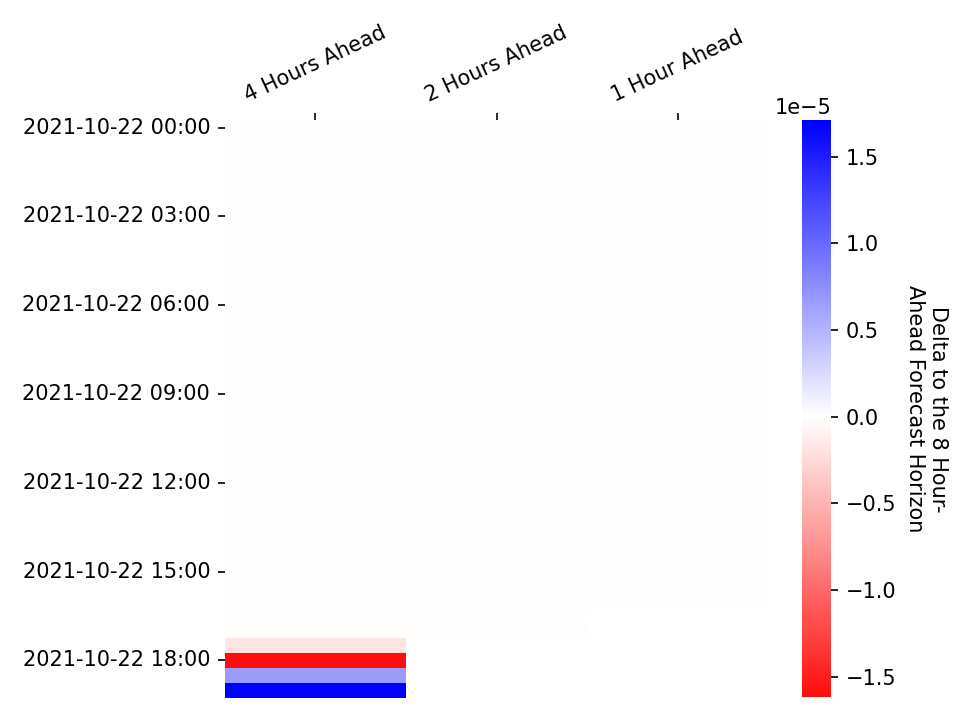 4 Hours Ahead
2 Hours Ahead
1 Hour Ahead
1e−5
2021-10-22 00:00
2021-10-22 03:00
2021-10-22 06:00
2021-10-22 09:00
2021-10-22 12:00
2021-10-22 15:00
2021-10-22 18:00
1.5
1.0
0.5
0.0
−0.5
−1.0
−1.5
Delta to the 8 Hour-
Ahead Forecast Horizon